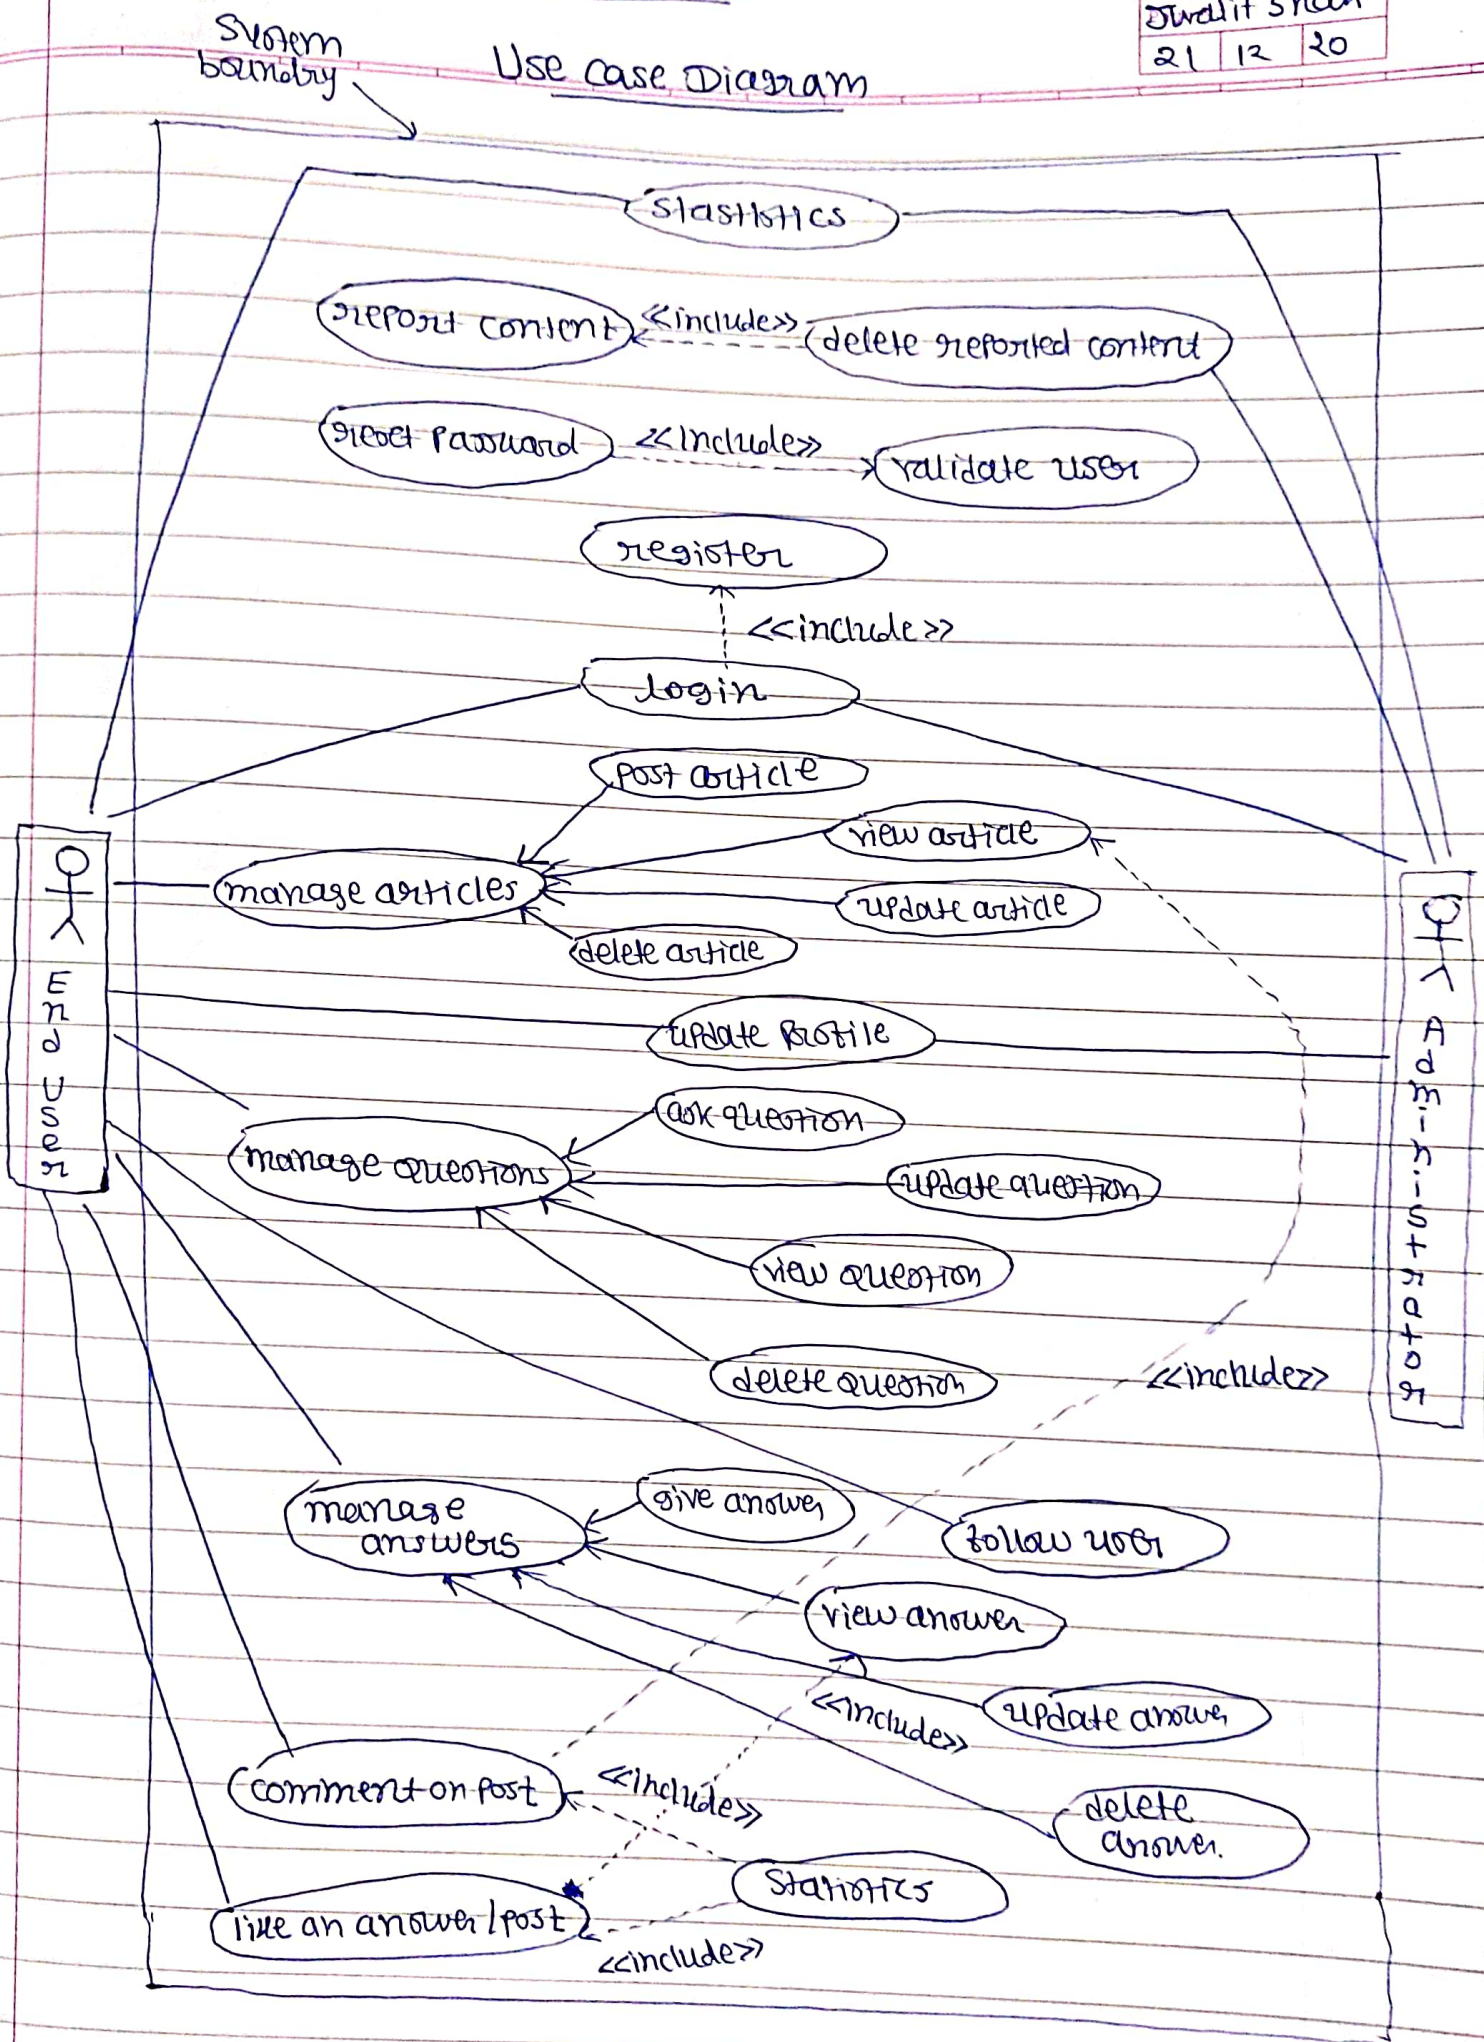 System
boundry
Use case Diagram
21 12 20
stastistics
report content
<<include>>
delete reported content
reset password
<<include>>
validate user
register
<<include>>
login
post article
view article
manage articles
update article
delete article
End User
Administrator
update profile
ask question
manage questions
update question
view question
delete question
<<include>>
manage
answers
give answer
follow user
view answer
<<include>>
update answer
comment on post
<<include>>
delete
answer.
statistics
like an answer/post
<<include>>